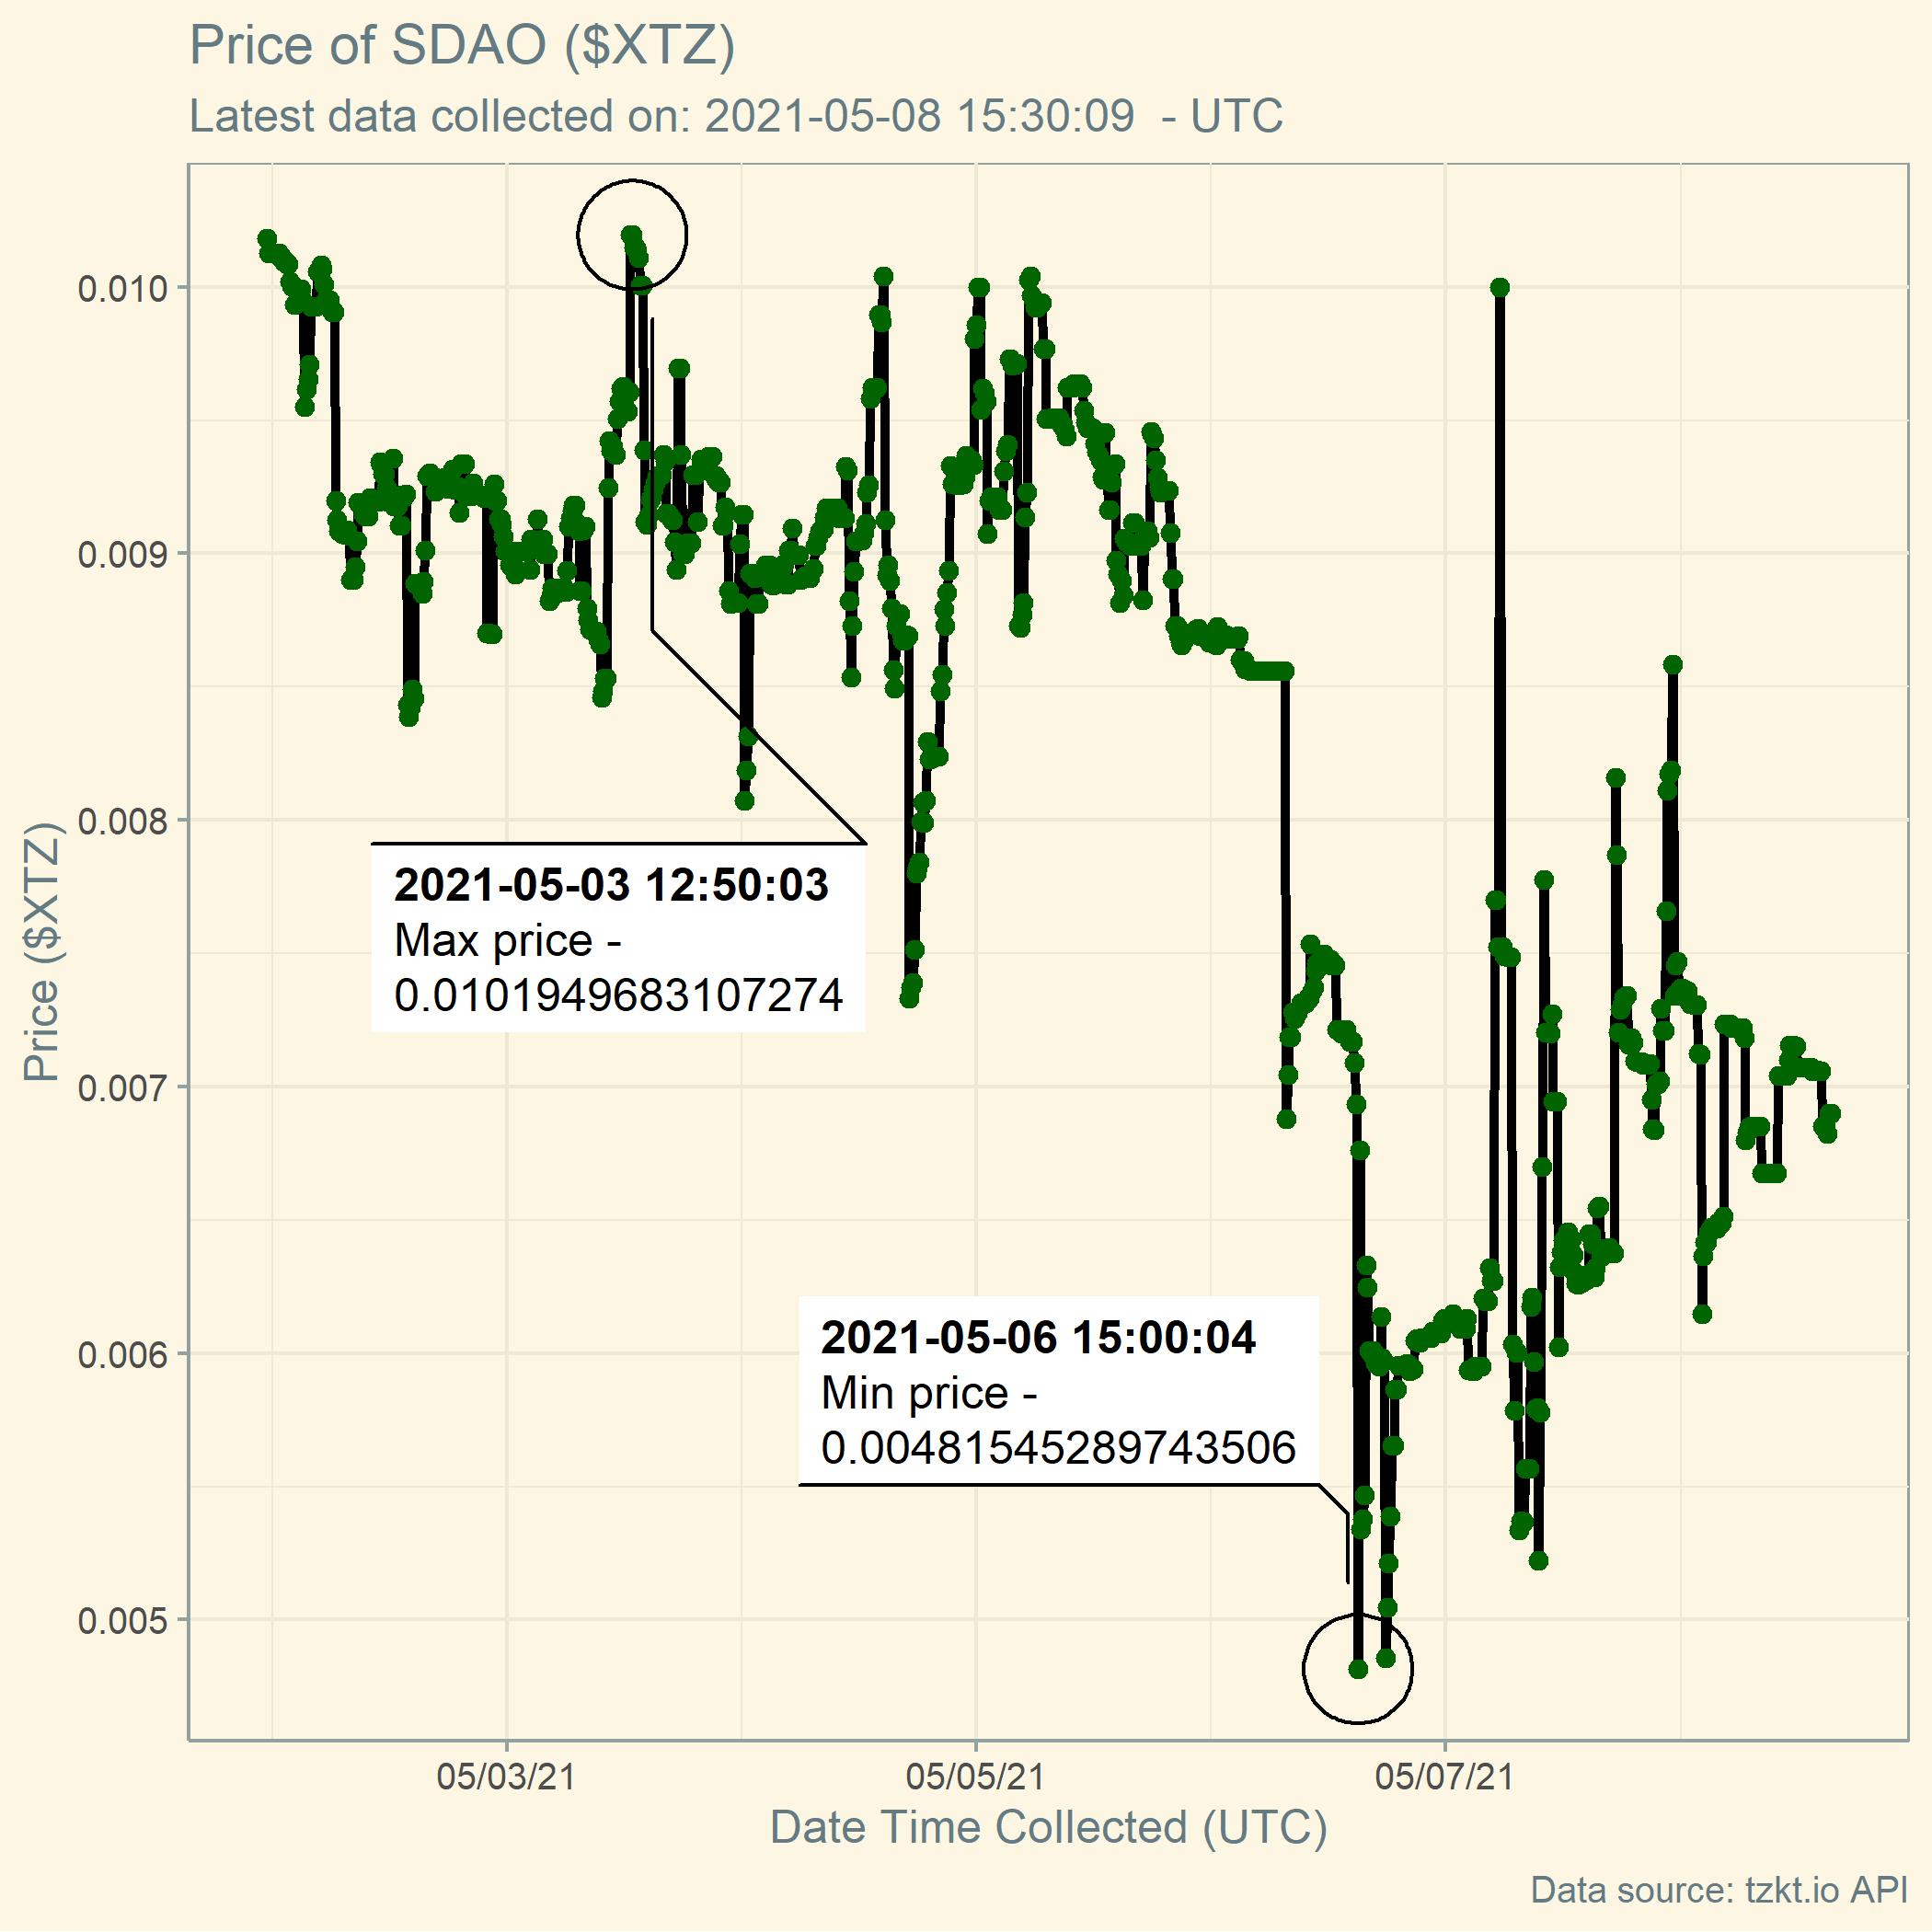 Price of SDAO ($XTZ)
Latest data collected on: 2021-05-08 15:30:09  - UTC
Price ($XTZ)
0.010
0.009
0.008
0.007
0.006
0.005
2021-05-03 12:50:03
Max price -
0.0101949683107274
2021-05-06 15:00:04
Min price -
0.00481545289743506
05/03/21
05/05/21
05/07/21
Date Time Collected (UTC)
Data source: tzkt.io API